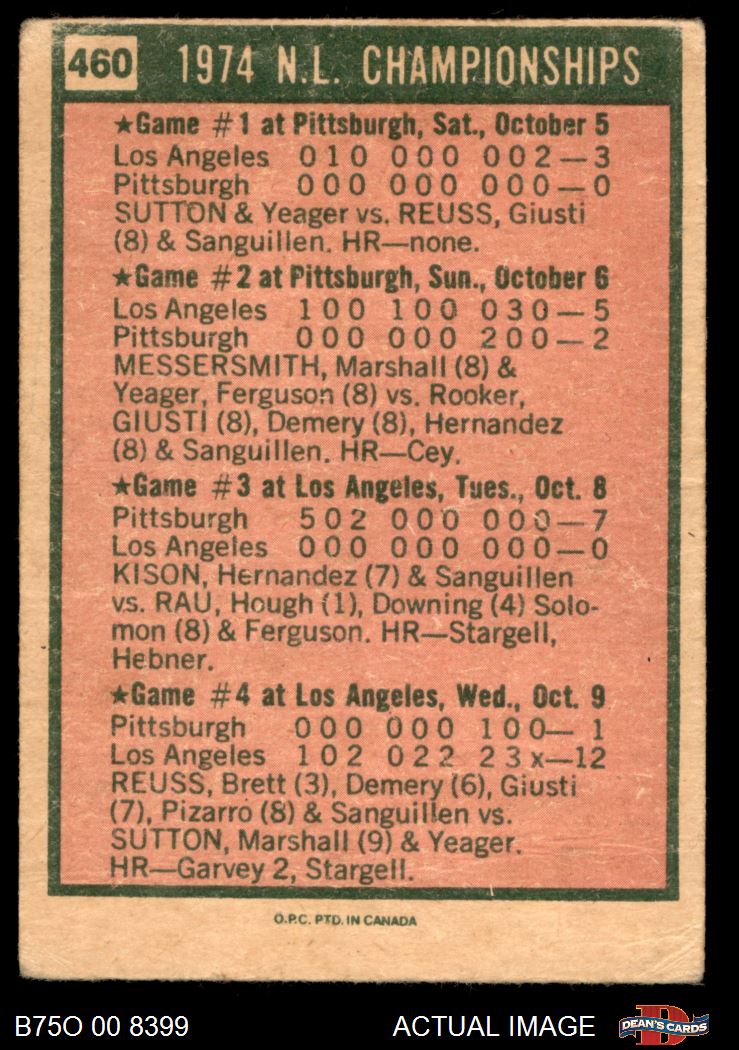 460 1974 N.L. CHAMPIONSHIPS
★Game #1 at Pittsburgh, Sat., October 5
Los Angeles 010 000 002—3
Pittsburgh 000 000 000—0
SUTTON & Yeager vs. REUSS, Giusti
(8) & Sanguillen. HR—none.
★Game #2 at Pittsburgh, Sun., October 6
Los Angeles 100 100 030—5
Pittsburgh 000 000 200—2
MESSERSMITH, Marshall (8) &
Yeager, Ferguson (8) vs. Rooker,
GIUSTI (8), Demery (8), Hernandez
(8) & Sanguillen. HR—Cey.
★Game #3 at Los Angeles, Tues., Oct. 8
Pittsburgh 502 000 000—7
Los Angeles 000 000 000—0
KISON, Hernandez (7) & Sanguillen
vs. RAU, Hough (1), Downing (4) Solo-
mon (8) & Ferguson. HR—Stargell,
Hebner.
★Game #4 at Los Angeles, Wed., Oct. 9
Pittsburgh 000 000 100— 1
Los Angeles 102 022 23x—12
REUSS, Brett (3), Demery (6), Giusti
(7), Pizarro (8) & Sanguillen vs.
SUTTON, Marshall (9) & Yeager.
HR—Garvey 2, Stargell.
O.P.C. PTD. IN CANADA
B75O 00 8399 ACTUAL IMAGE D DEAN'S CARDS